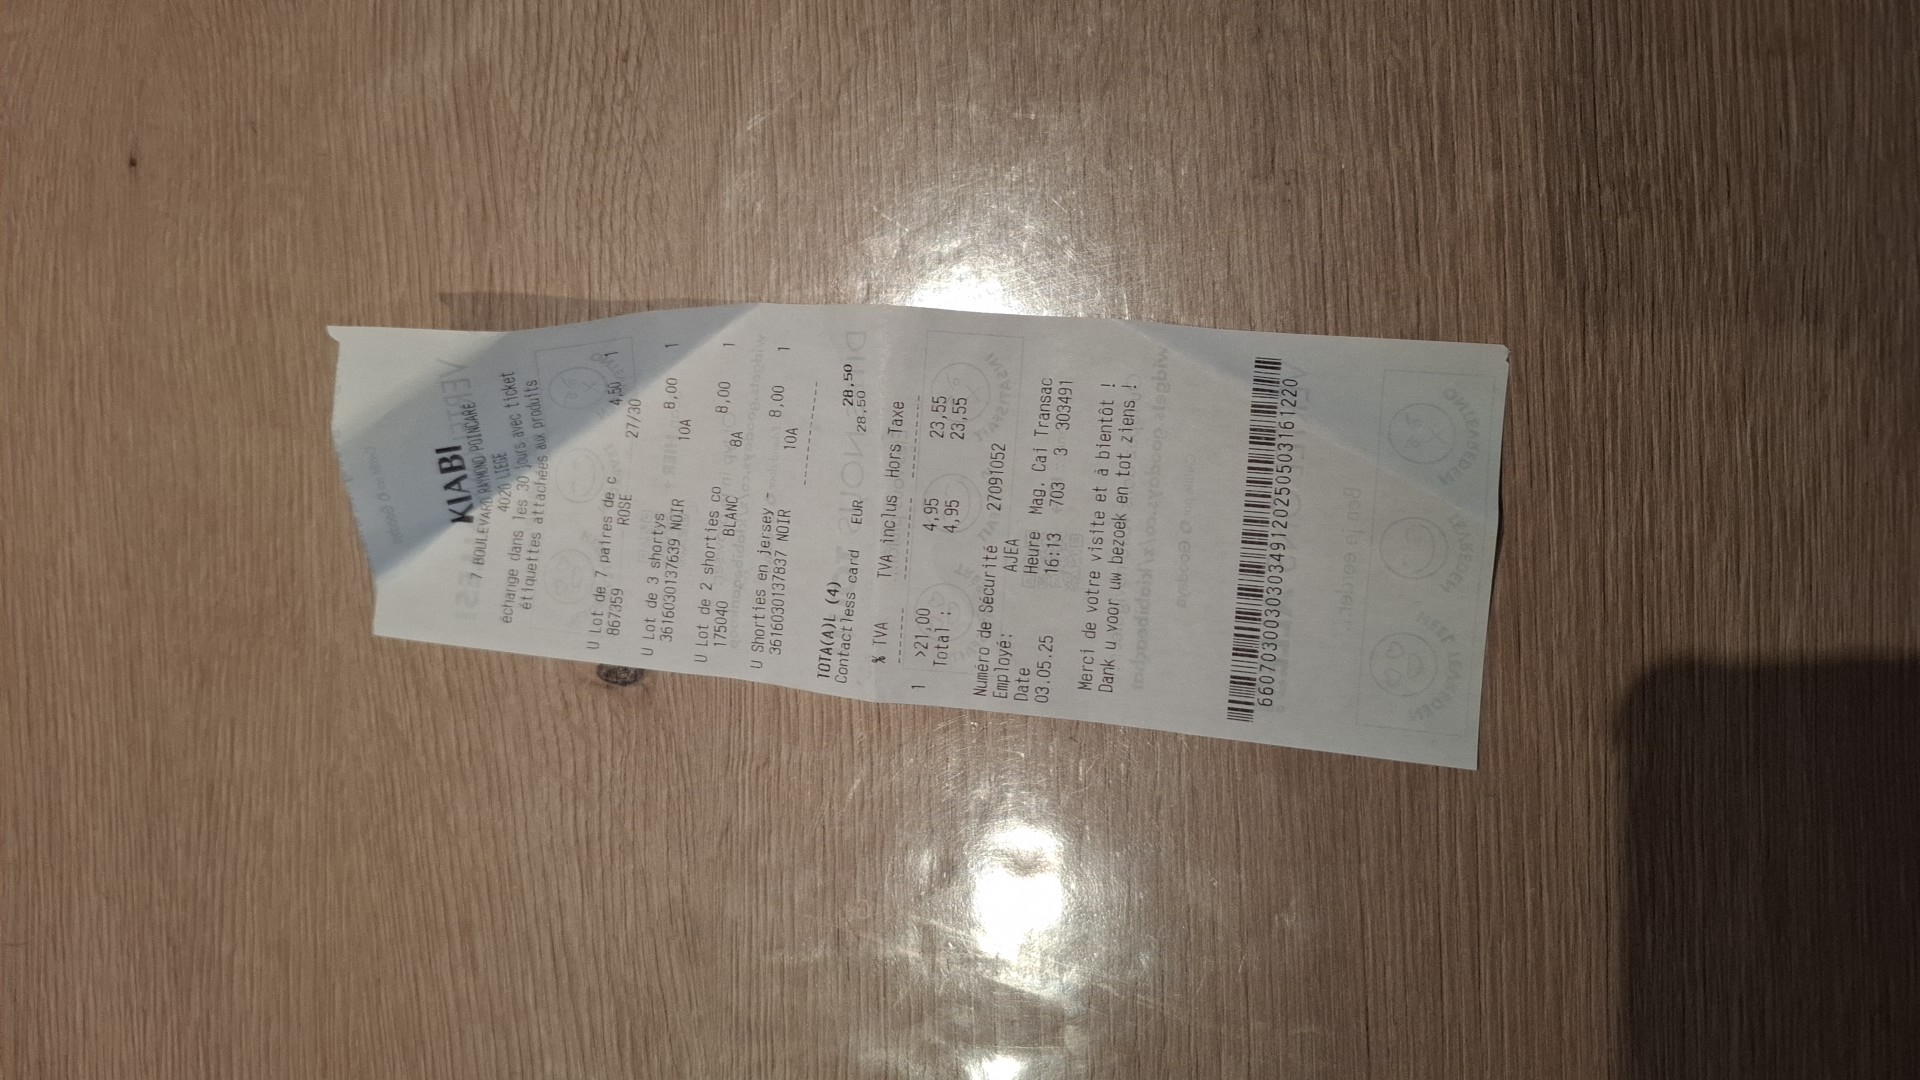 KIABI
7 BOULEVARD RAYMOND POINCARE
4020 LIEGE
échange dans les 30 jours avec ticket
étiquettes attachées aux produits
U Lot de 7 paires de c 4,50 1
867359 ROSE 27/30
U Lot de 3 shortys 8,00 1
3616030137639 NOIR 10A
U Lot de 2 shorties co 8,00 1
175040 BLANC 8A
U Shorties en jersey - 8,00 1
3616030137837 NOIR 10A
TOTA(A)L (4) 28,50
Contactless card EUR 28,50
% TVA TVA inclus Hors Taxe
1 >21,00 4,95 23,55
Total : 4,95 23,55
Numéro de Sécurité 27091052
Employé: AJEA
Date Heure Mag. Cai Transac
03.05.25 16:13 703 3 303491
Merci de votre visite et à bientôt !
Dank u voor uw bezoek en tot ziens !